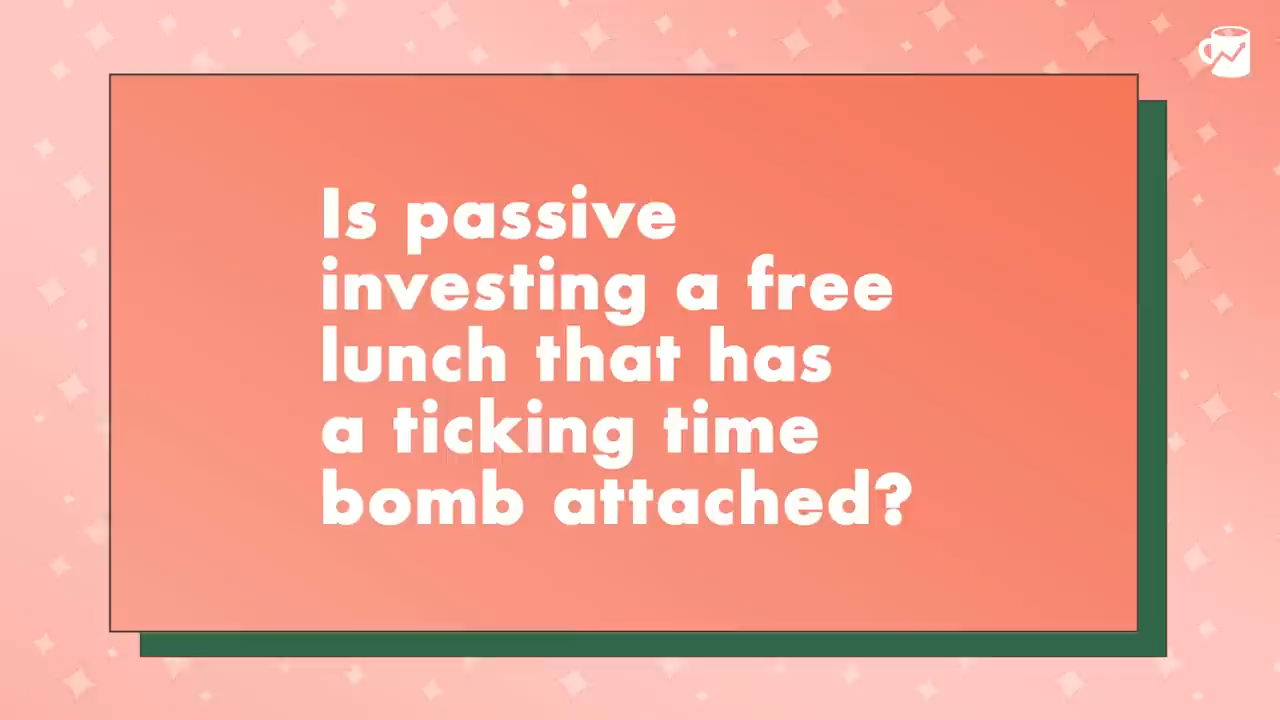 Is passive
investing a free
lunch that has
a ticking time
bomb attached?